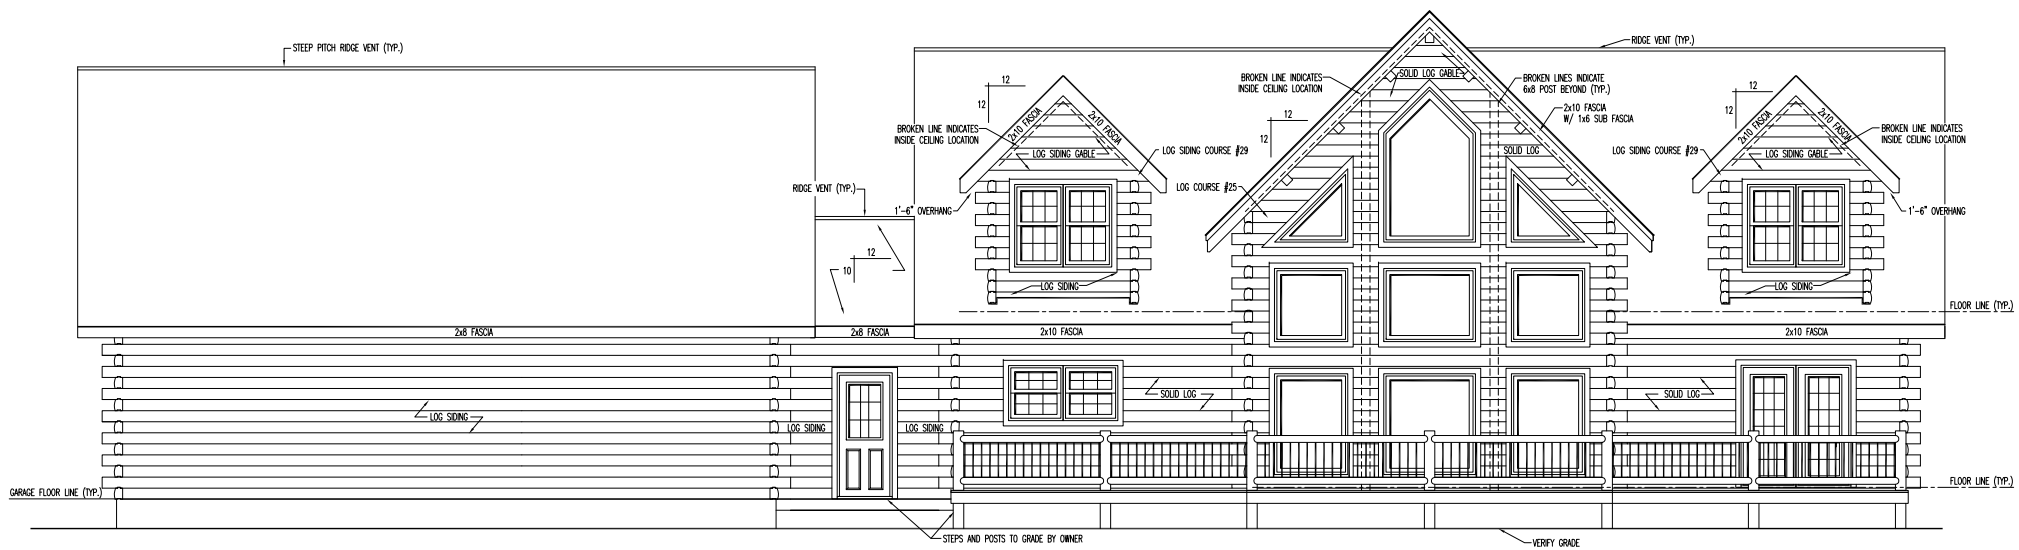 STEEP PITCH RIDGE VENT (TYP.)
RIDGE VENT (TYP.)
12
12
BROKEN LINE INDICATES
INSIDE CEILING LOCATION
2x10 FASCIA
2x10 FASCIA
LOG SIDING GABLE
LOG SIDING COURSE #29
RIDGE VENT (TYP.)
1'-6" OVERHANG
12
10
LOG SIDING
BROKEN LINE INDICATES
INSIDE CEILING LOCATION
12
12
LOG COURSE #25
SOLID LOG GABLE
BROKEN LINES INDICATE
6x8 POST BEYOND (TYP.)
2x10 FASCIA
W/ 1x6 SUB FASCIA
SOLID LOG
12
12
2x10 FASCIA
2x10 FASCIA
BROKEN LINE INDICATES
INSIDE CEILING LOCATION
LOG SIDING COURSE #29
LOG SIDING GABLE
1'-6" OVERHANG
LOG SIDING
FLOOR LINE (TYP.)
2x8 FASCIA
2x8 FASCIA
2x10 FASCIA
2x10 FASCIA
LOG SIDING
LOG SIDING
LOG SIDING
SOLID LOG
SOLID LOG
GARAGE FLOOR LINE (TYP.)
FLOOR LINE (TYP.)
STEPS AND POSTS TO GRADE BY OWNER
VERIFY GRADE